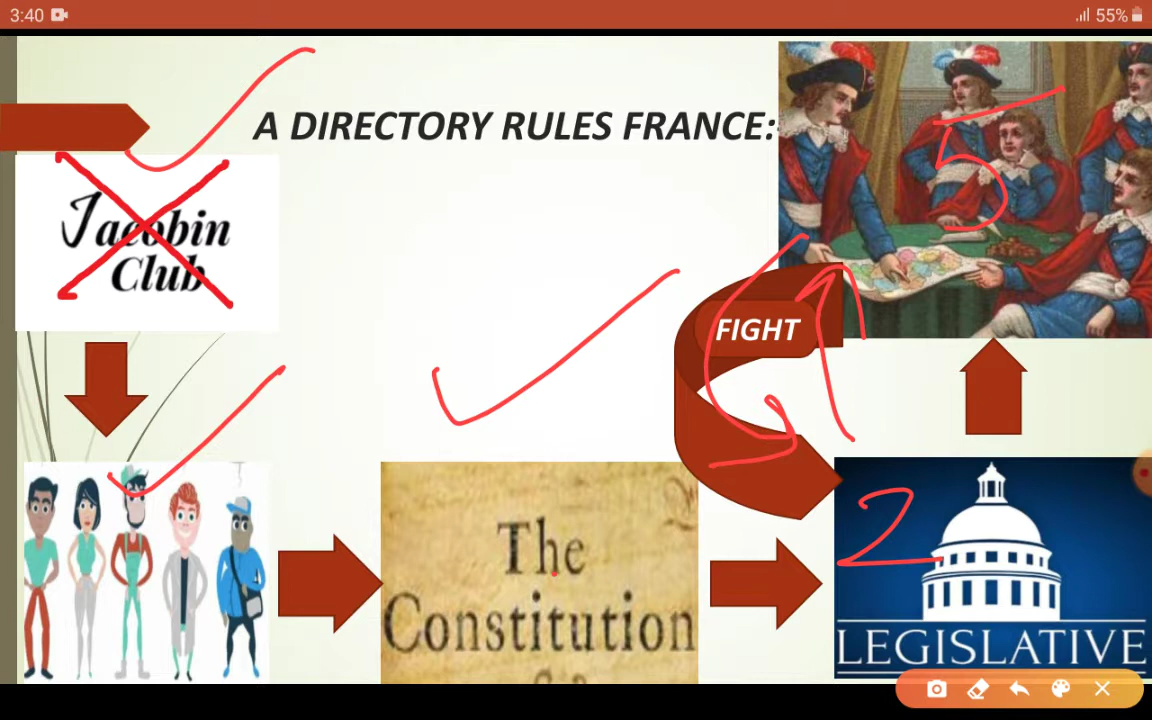 3:40
55%
A DIRECTORY RULES FRANCE:
Jacobin
Club
FIGHT
5
2
The
Constitution
LEGISLATIVE